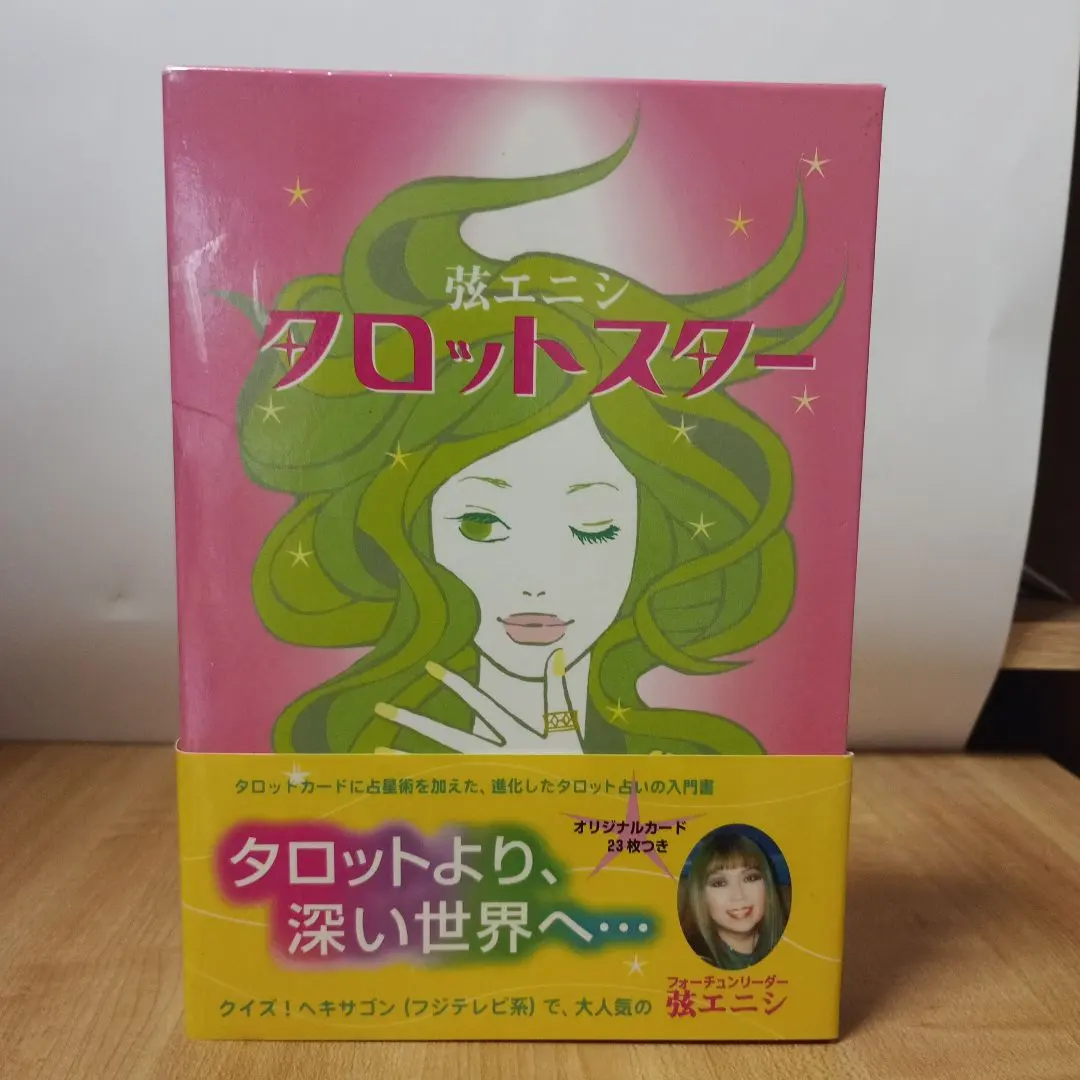 弦エニシ
タロットスター
タロットカードに占星術を加えた、進化したタロット占いの入門書
オリジナルカード
23枚つき
タロットより、
深い世界へ…
クイズ！ヘキサゴン（フジテレビ系）で、大人気の
フォーチュンリーダー
弦エニシ